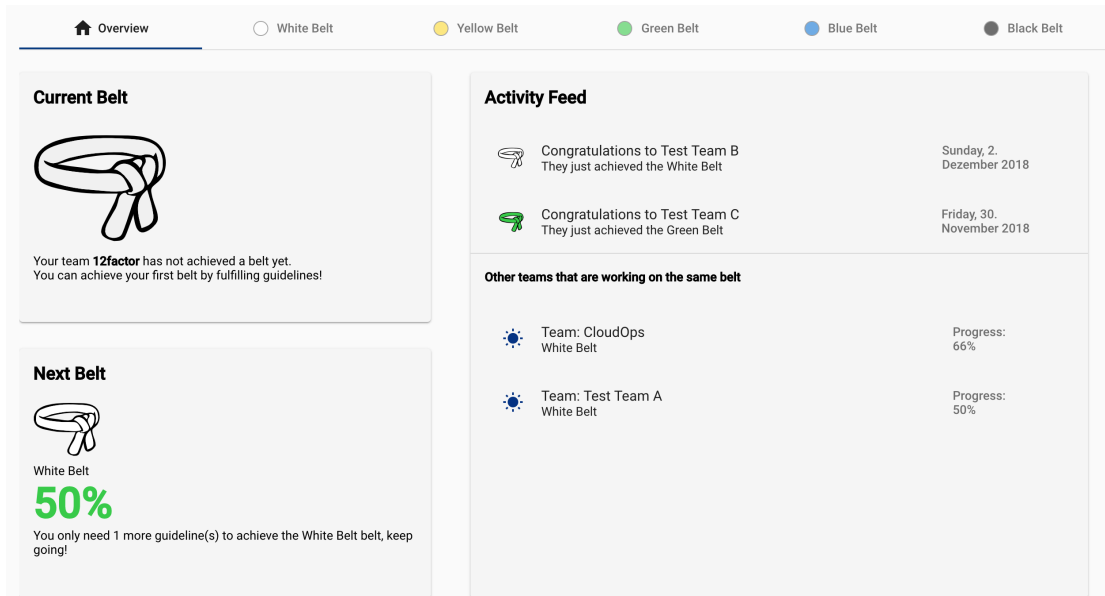 Overview
White Belt
Yellow Belt
Green Belt
Blue Belt
Black Belt
Current Belt
Your team 12factor has not achieved a belt yet.
You can achieve your first belt by fulfilling guidelines!
Next Belt
White Belt
50%
You only need 1 more guideline(s) to achieve the White Belt belt, keep
going!
Activity Feed
Congratulations to Test Team B
They just achieved the White Belt
Sunday, 2.
Dezember 2018
Congratulations to Test Team C
They just achieved the Green Belt
Friday, 30.
November 2018
Other teams that are working on the same belt
Team: CloudOps
White Belt
Progress:
66%
Team: Test Team A
White Belt
Progress:
50%